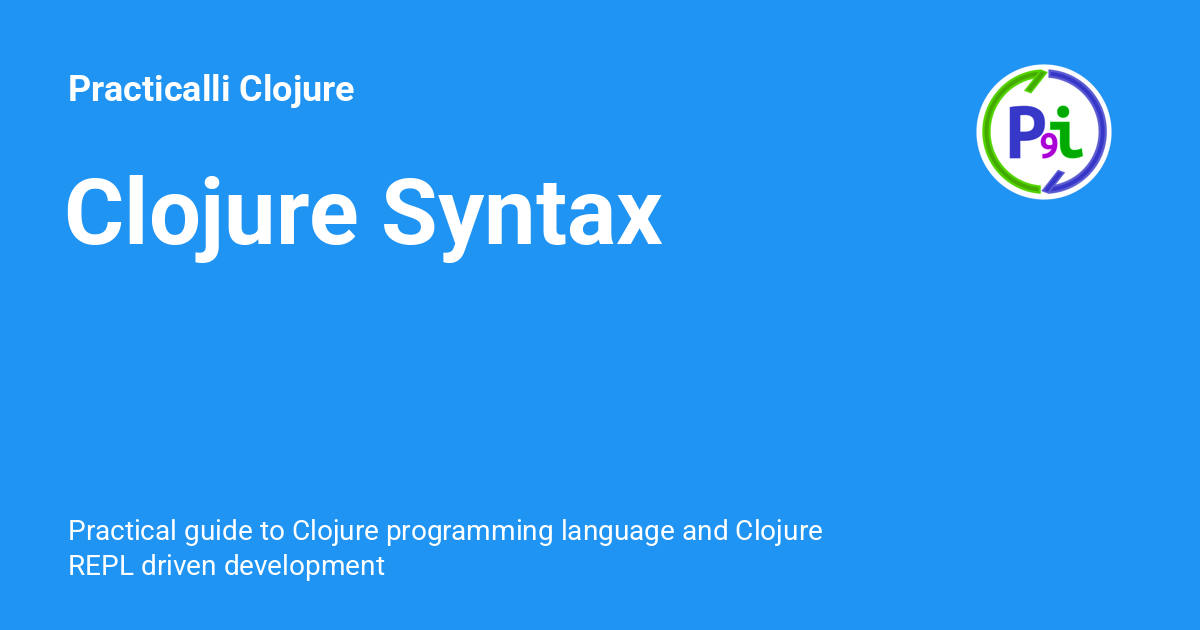 Practicalli Clojure
P9i
Clojure Syntax
Practical guide to Clojure programming language and Clojure
REPL driven development